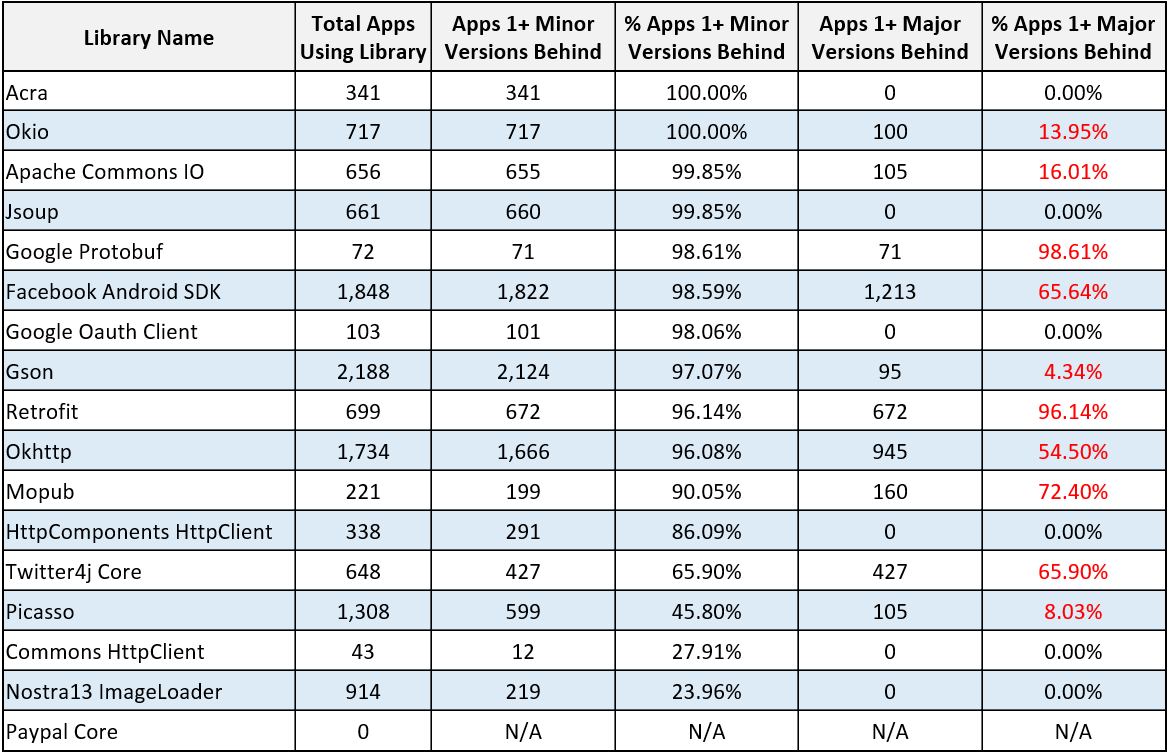 Library Name | Total Apps Using Library | Apps 1+ Minor Versions Behind | % Apps 1+ Minor Versions Behind | Apps 1+ Major Versions Behind | % Apps 1+ Major Versions Behind
Acra 341 341 100.00% 0 0.00%
Okio 717 717 100.00% 100 13.95%
Apache Commons IO 656 655 99.85% 105 16.01%
Jsoup 661 660 99.85% 0 0.00%
Google Protobuf 72 71 98.61% 71 98.61%
Facebook Android SDK 1,848 1,822 98.59% 1,213 65.64%
Google Oauth Client 103 101 98.06% 0 0.00%
Gson 2,188 2,124 97.07% 95 4.34%
Retrofit 699 672 96.14% 672 96.14%
Okhttp 1,734 1,666 96.08% 945 54.50%
Mopub 221 199 90.05% 160 72.40%
HttpComponents HttpClient 338 291 86.09% 0 0.00%
Twitter4j Core 648 427 65.90% 427 65.90%
Picasso 1,308 599 45.80% 105 8.03%
Commons HttpClient 43 12 27.91% 0 0.00%
Nostra13 ImageLoader 914 219 23.96% 0 0.00%
Paypal Core 0 N/A N/A N/A N/A